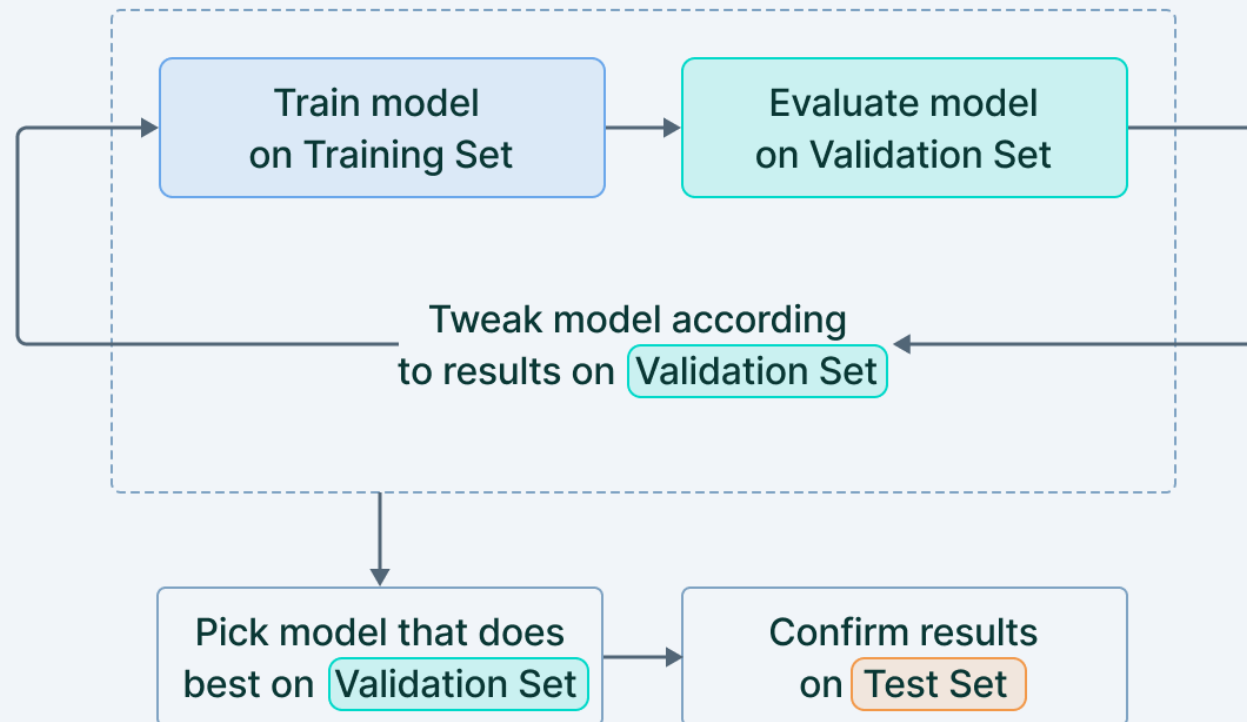 Train model
on Training Set
Evaluate model
on Validation Set
Tweak model according
to results on Validation Set
Pick model that does
best on Validation Set
Confirm results
on Test Set